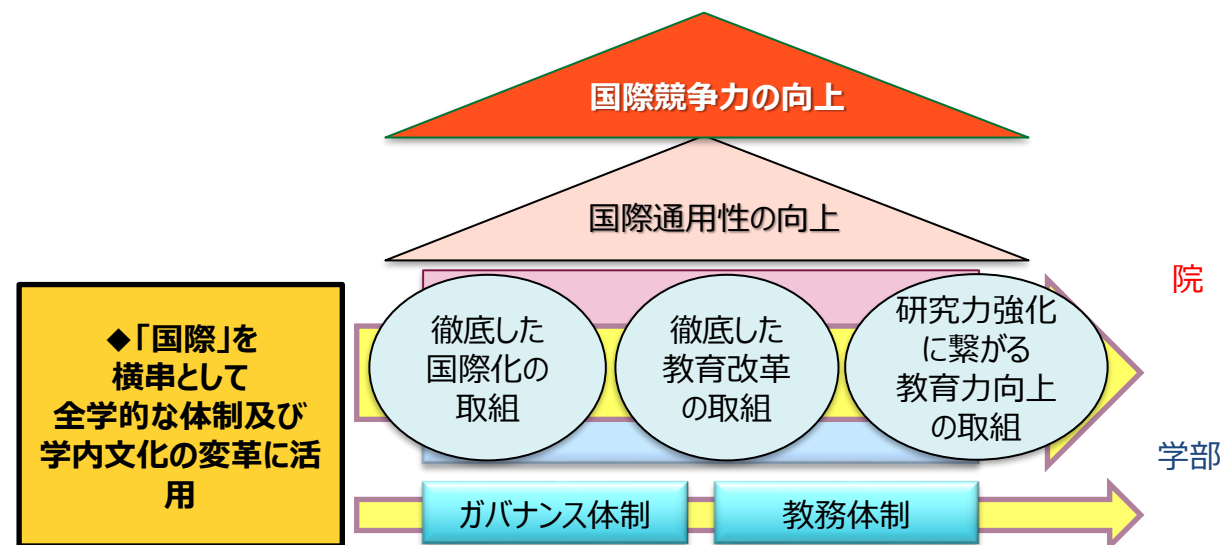 国際競争力の向上
国際通用性の向上
院
◆「国際」を
横串として
全学的な体制及び
学内文化の変革に活
用
徹底した
国際化の
取組
徹底した
教育改革
の取組
研究力強化
に繋がる
教育力向上
の取組
学部
ガバナンス体制
教務体制